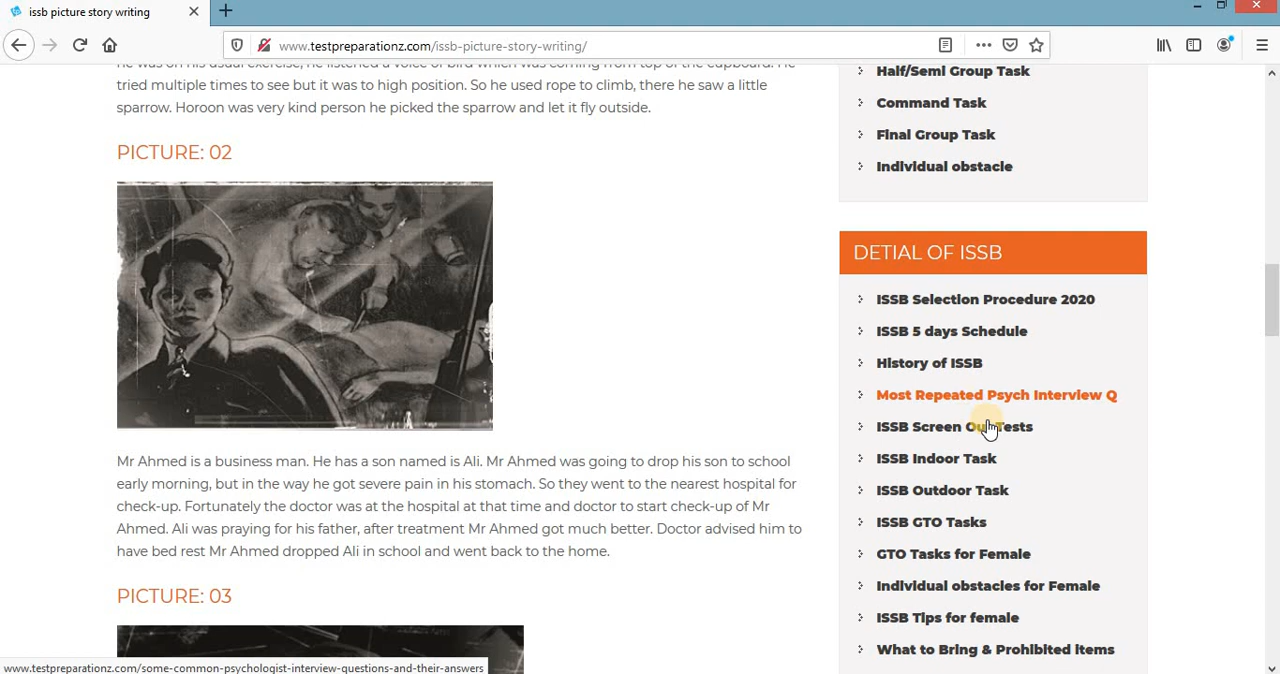 issb picture story writing
www.testpreparationz.com/issb-picture-story-writing/
he was on his usual exercise, he listened a voice of bird which was coming from top of the cupboard. He
tried multiple times to see but it was to high position. So he used rope to climb, there he saw a little
sparrow. Horoon was very kind person he picked the sparrow and let it fly outside.
PICTURE: 02
Mr Ahmed is a business man. He has a son named is Ali. Mr Ahmed was going to drop his son to school
early morning, but in the way he got severe pain in his stomach. So they went to the nearest hospital for
check-up. Fortunately the doctor was at the hospital at that time and doctor to start check-up of Mr
Ahmed. Ali was praying for his father, after treatment Mr Ahmed got much better. Doctor advised him to
have bed rest Mr Ahmed dropped Ali in school and went back to the home.
PICTURE: 03
Half/Semi Group Task
Command Task
Final Group Task
Individual obstacle
DETIAL OF ISSB
ISSB Selection Procedure 2020
ISSB 5 days Schedule
History of ISSB
Most Repeated Psych Interview Q
ISSB Screen Out Tests
ISSB Indoor Task
ISSB Outdoor Task
ISSB GTO Tasks
GTO Tasks for Female
Individual obstacles for Female
ISSB Tips for female
What to Bring & Prohibited items
www.testpreparationz.com/some-common-psychologist-interview-questions-and-their-answers